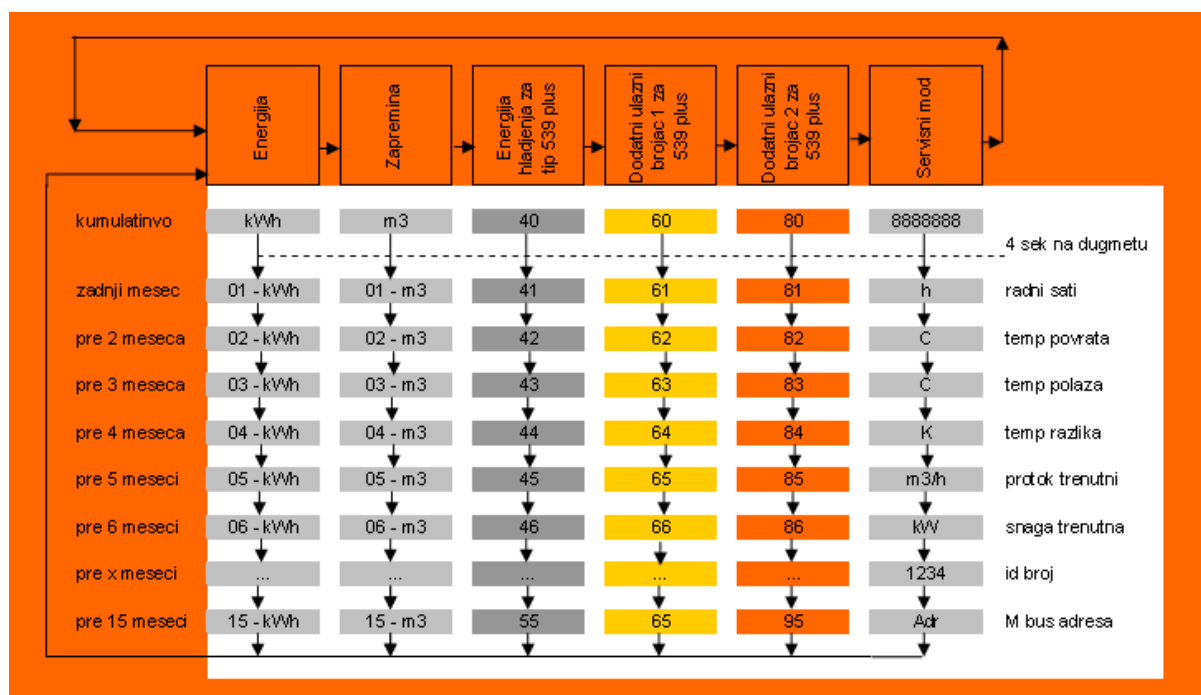 Energija
Zapremina
Energija
hladjenja za
tip 539 plus
Dodatni ulazni
brojac 1 za
539 plus
Dodatni ulazni
brojac 2 za
539 plus
Servisni mod
kumulatinvo kWh m3 40 60 80 8888888
4 sek na dugmetu
zadnji mesec 01 - kWh 01 - m3 41 61 81 h radni sati
pre 2 meseca 02 - kWh 02 - m3 42 62 82 C temp povrata
pre 3 meseca 03 - kWh 03 - m3 43 63 83 C temp polaza
pre 4 meseca 04 - kWh 04 - m3 44 64 84 K temp razlika
pre 5 meseci 05 - kWh 05 - m3 45 65 85 m3/h protok trenutni
pre 6 meseci 06 - kWh 06 - m3 46 66 86 kW snaga trenutna
pre x meseci ... ... ... ... ... 1234 id broj
pre 15 meseci 15 - kWh 15 - m3 55 65 95 Adr M bus adresa